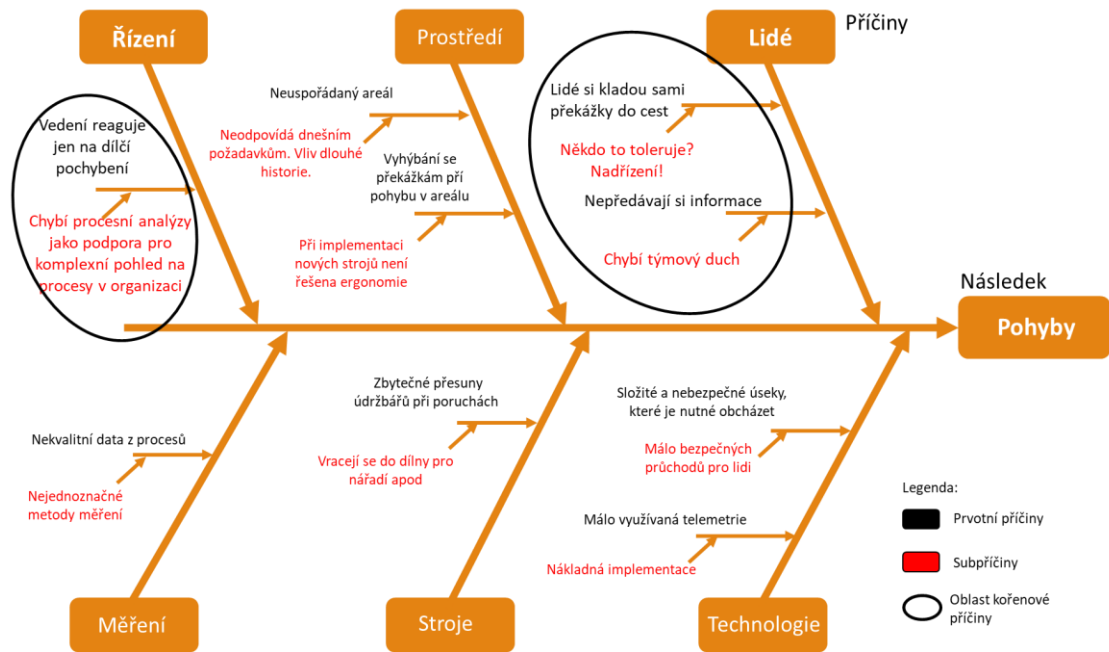 Řízení
Prostředí
Lidé
Příčiny
Vedení reaguje
jen na dílčí
pochybení
Chybí procesní analýzy
jako podpora pro
komplexní pohled na
procesy v organizaci
Neuspořádaný areál
Neodpovídá dnešním
požadavkům. Vliv dlouhé
historie.
Vyhýbání se
překážkám při
pohybu v areálu
Při implementaci
nových strojů není
řešena ergonomie
Lidé si kladou sami
překážky do cest
Někdo to toleruje?
Nadřízení!
Nepředávají si informace
Chybí týmový duch
Následek
Pohyby
Nekvalitní data z procesů
Nejednoznačné
metody měření
Zbytečné přesuny
údržbářů při poruchách
Vracejí se do dílny pro
nářadí apod
Složité a nebezpečné úseky,
které je nutné obcházet
Málo bezpečných
průchodů pro lidi
Málo využívaná telemetrie
Nákladná implementace
Měření
Stroje
Technologie
Legenda:
Prvotní příčiny
Subpříčiny
Oblast kořenové
příčiny